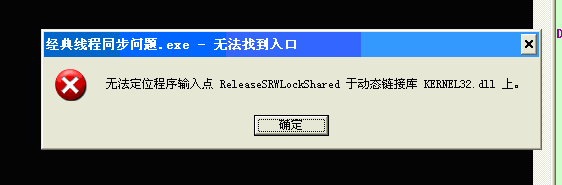 经典线程同步问题.exe - 无法找到入口
无法定位程序输入点 ReleaseSRWLockShared 于动态链接库 KERNEL32.dll 上。
确定